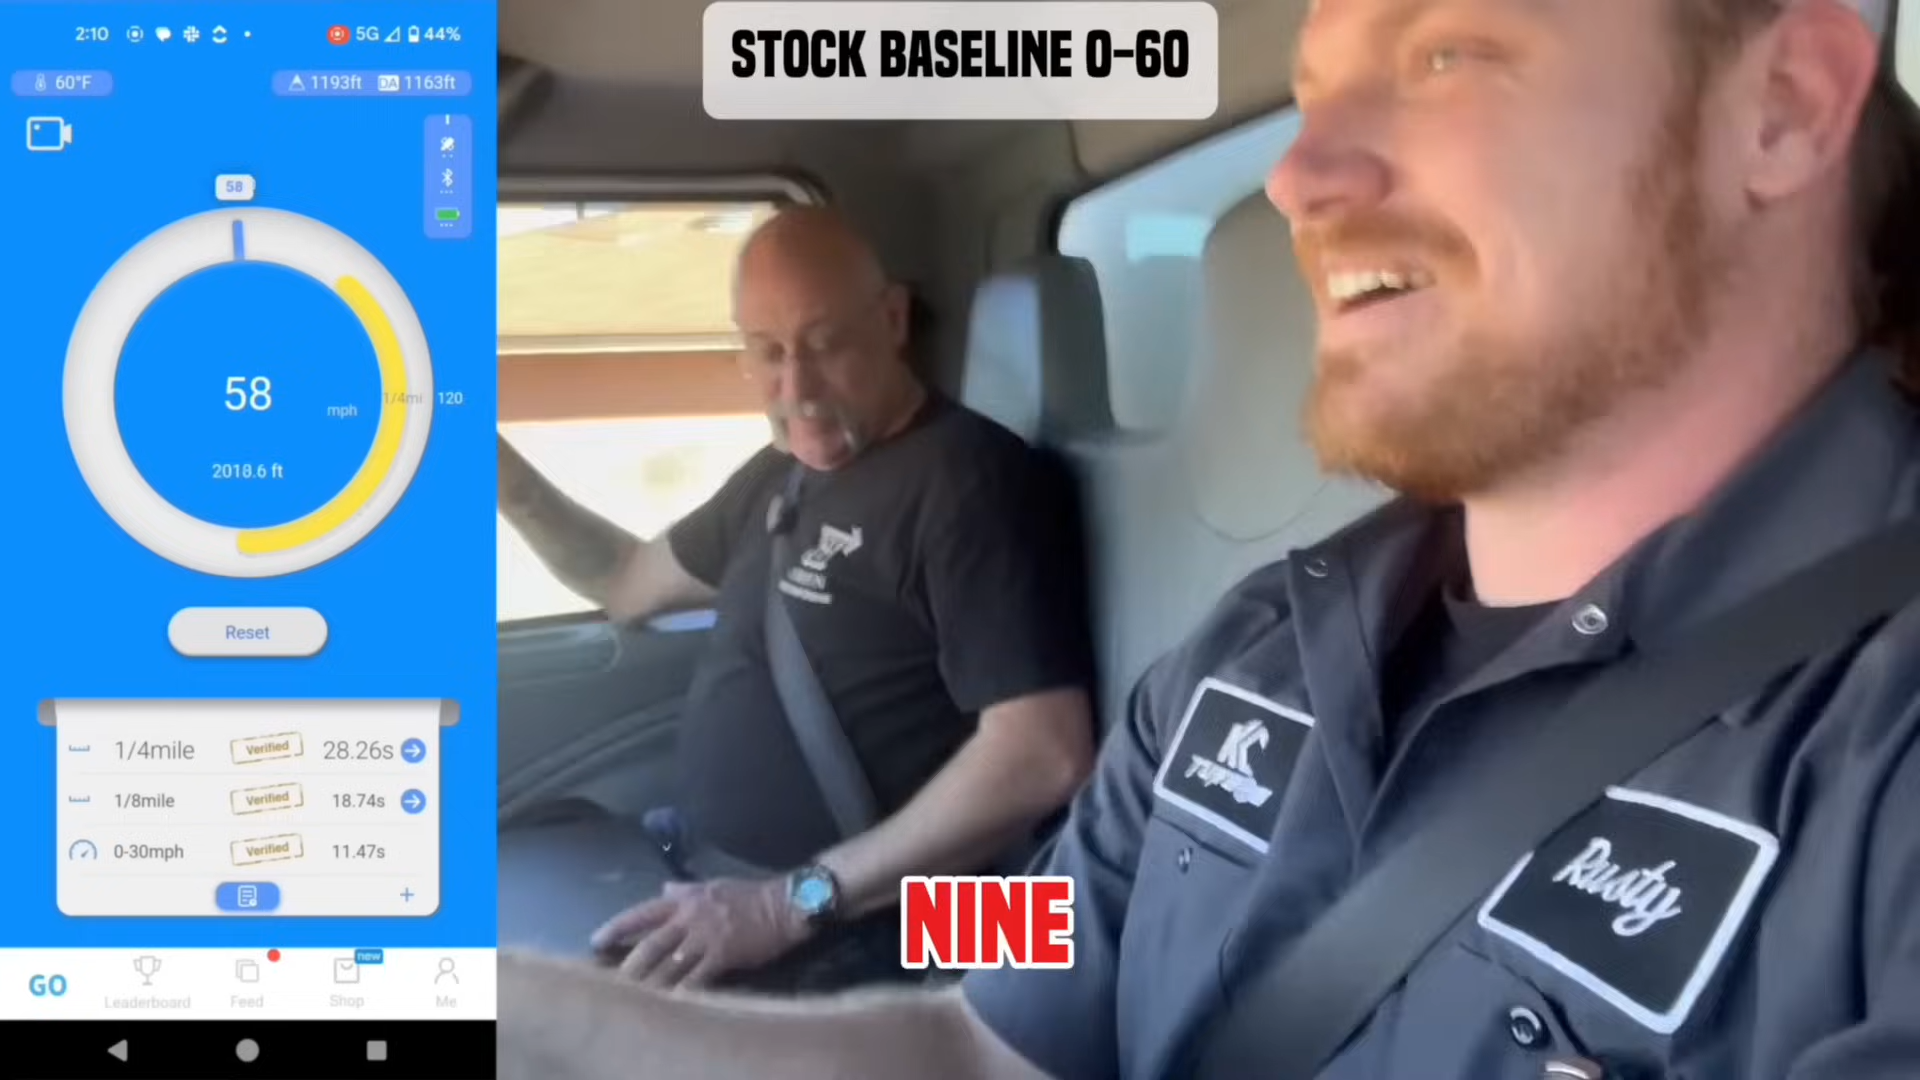 2:10
5G
44%
60°F
1193ft
DA 1163ft
58
58
mph
1/4mi
120
2018.6 ft
Reset
1/4mile Verified 28.26s
1/8mile Verified 18.74s
0-30mph Verified 11.47s
+
GO
Leaderboard
Feed
new
Shop
Me
STOCK BASELINE 0-60
KC
TURBOS
Rusty
NINE